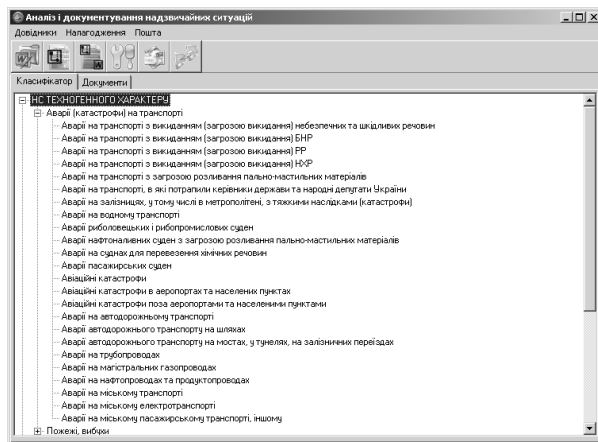 Аналіз і документування надзвичайних ситуацій
Довідники Налагодження Пошта
Класифікатор Документи
НС ТЕХНОГЕННОГО ХАРАКТЕРУ
Аварії (катастрофи) на транспорті
Аварії на транспорті з викиданням (загрозою викидання) небезпечних та шкідливих речовин
Аварії на транспорті з викиданням (загрозою викидання) БНР
Аварії на транспорті з викиданням (загрозою викидання) РР
Аварії на транспорті з викиданням (загрозою викидання) НХР
Аварії на транспорті з загрозою розливання пально-мастильних матеріалів
Аварії на транспорті, в які потрапили керівники держави та народні депутати України
Аварії на залізницях, у тому числі в метрополітені, з тяжкими наслідками (катастрофи)
Аварії на водному транспорті
Аварії риболовецьких і рибопромислових суден
Аварії нафтоналивних суден з загрозою розливання пально-мастильних матеріалів
Аварії на суднах для перевезення хімічних речовин
Аварії пасажирських суден
Авіаційні катастрофи
Авіаційні катастрофи в аеропортах та населених пунктах
Авіаційні катастрофи поза аеропортами та населеними пунктами
Аварії на автодорожньому транспорті
Аварії автодорожнього транспорту на шляхах
Аварії автодорожнього транспорту на мостах, у тунелях, на залізничних переїздах
Аварії на трубопроводах
Аварії на магістральних газопроводах
Аварії на нафтопроводах та продуктопроводах
Аварії на міському транспорті
Аварії на міському електротранспорті
Аварії на міському пасажирському транспорті, іншому
Пожежі, вибухи